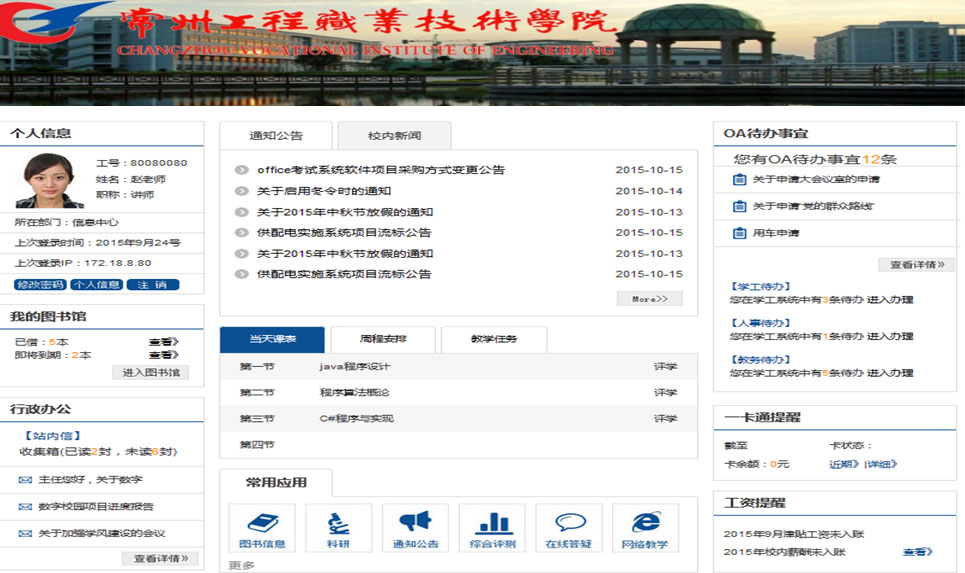 常州工程職業技術學院
CHANGZHOU VOCATIONAL INSTITUTE OF ENGINEERING
个人信息
工号：80080080
姓名：赵老师
职称：讲师
所在部门：信息中心
上次登录时间：2015年9月24号
上次登录IP：172.18.8.80
修改密码 个人信息 注 销
我的图书馆
已借：5本 查看》
即将到期：2本 查看》
进入图书馆
行政办公
【站内信】
收集箱(已读2封，未读6封)
主任您好，关于数字
数字校园项目进度报告
关于加强学风建设的会议
查看详情》
通知公告 校内新闻
office考试系统软件项目采购方式变更公告 2015-10-15
关于启用冬令时的通知 2015-10-14
关于2015年中秋节放假的通知 2015-10-13
供配电实施系统项目流标公告 2015-10-15
关于2015年中秋节放假的通知 2015-10-13
供配电实施系统项目流标公告 2015-10-15
More>>
当天课表 周程安排 教学任务
第一节 java程序设计 评学
第二节 程序算法概论 评学
第三节 C#程序与实现 评学
第四节
常用应用
图书信息 科研 通知公告 综合评测 在线答疑 网络教学
更多
OA待办事宜
您有OA待办事宜12条
关于申请大会议室的申请
关于申请"党的群众路线"
用车申请
查看详情》
【学工待办】
您在学工系统中有3条待办 进入办理
【人事待办】
您在学工系统中有1条待办 进入办理
【教务待办】
您在学工系统中有5条待办 进入办理
一卡通提醒
截至 卡状态：
卡余额：0元 近期》|详细》
工资提醒
2015年9月津贴工资未入账
2015年校内薪酬未入账 查看》